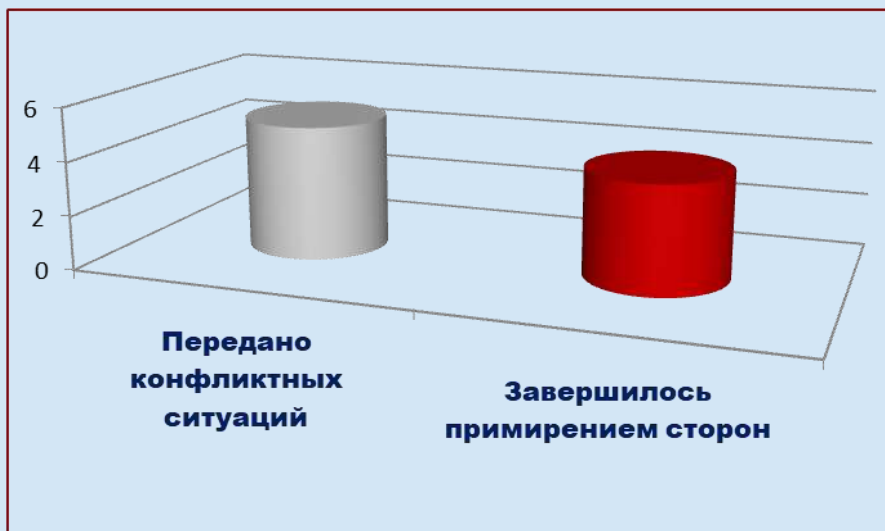 6
4
2
0
Передано
конфликтных
ситуаций
Завершилось
примирением сторон